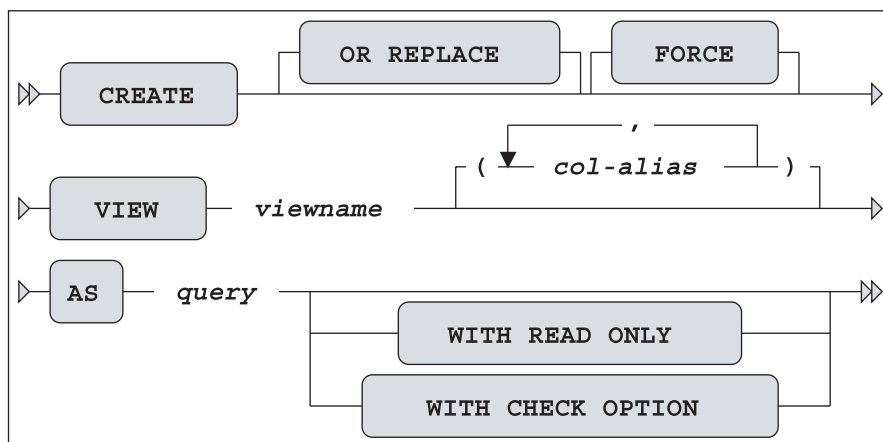 OR REPLACE FORCE
CREATE
,
( col-alias )
VIEW viewname
AS query
WITH READ ONLY
WITH CHECK OPTION